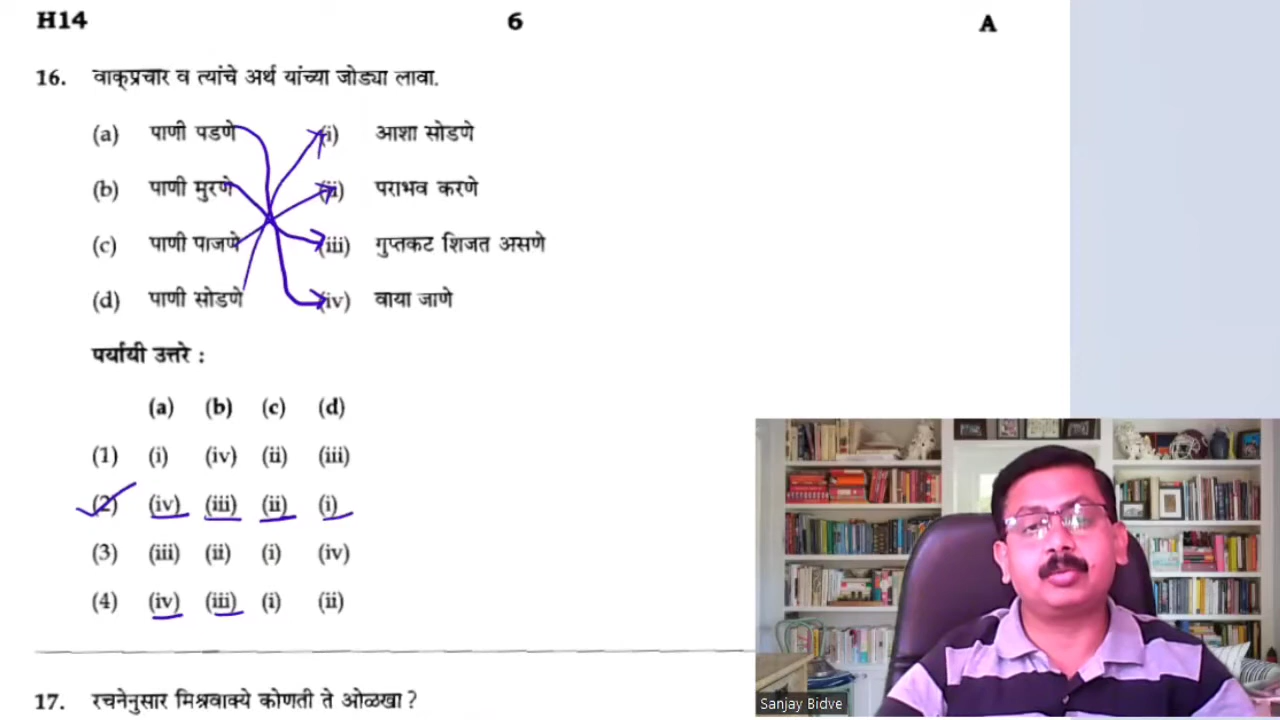 H14 6 A
16. वाक्प्रचार व त्यांचे अर्थ यांच्या जोड्या लावा.
(a) पाणी पडणे (i) आशा सोडणे
(b) पाणी मुरणे (ii) पराभव करणे
(c) पाणी पाजणे (iii) गुप्तकट शिजत असणे
(d) पाणी सोडणे (iv) वाया जाणे
पर्यायी उत्तरे :
(a) (b) (c) (d)
(1) (i) (iv) (ii) (iii)
(2) (iv) (iii) (ii) (i)
(3) (iii) (ii) (i) (iv)
(4) (iv) (iii) (i) (ii)
17. रचनेनुसार मिश्रवाक्ये कोणती ते ओळखा ?
Sanjay Bidve